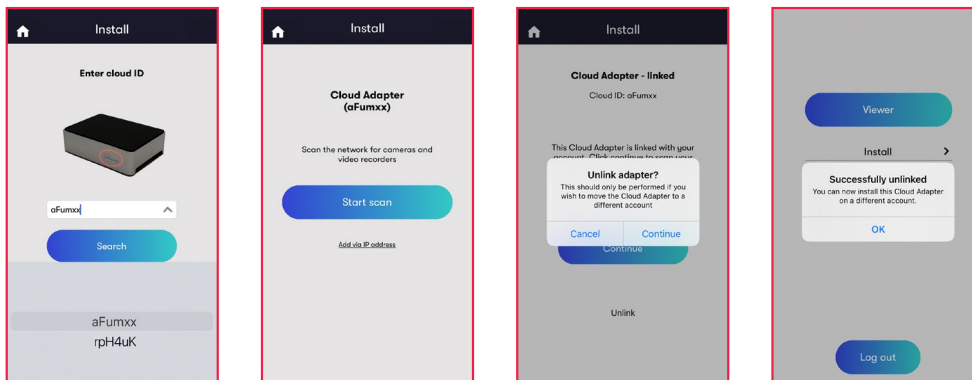 Install
Enter cloud ID
aFumxx
Search
aFumxx
rpH4uK
Install
Cloud Adapter
(aFumxx)
Scan the network for cameras and
video recorders
Start scan
Add via IP address
Install
Cloud Adapter - linked
Cloud ID: aFumxx
This Cloud Adapter is linked with your
account. Click continue to scan your
Unlink adapter?
This should only be performed if you
wish to move the Cloud Adapter to a
different account
Cancel Continue
Continue
Unlink
Viewer
Install
Successfully unlinked
You can now install this Cloud Adapter
on a different account.
OK
Log out